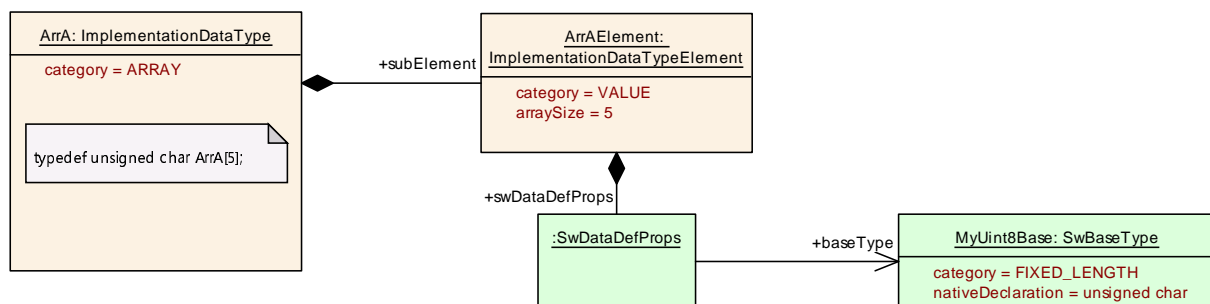 ArrA: ImplementationDataType
category = ARRAY
typedef unsigned char ArrA[5];
+subElement
ArrAElement:
ImplementationDataTypeElement
category = VALUE
arraySize = 5
+swDataDefProps
:SwDataDefProps
+baseType
MyUint8Base: SwBaseType
category = FIXED_LENGTH
nativeDeclaration = unsigned char